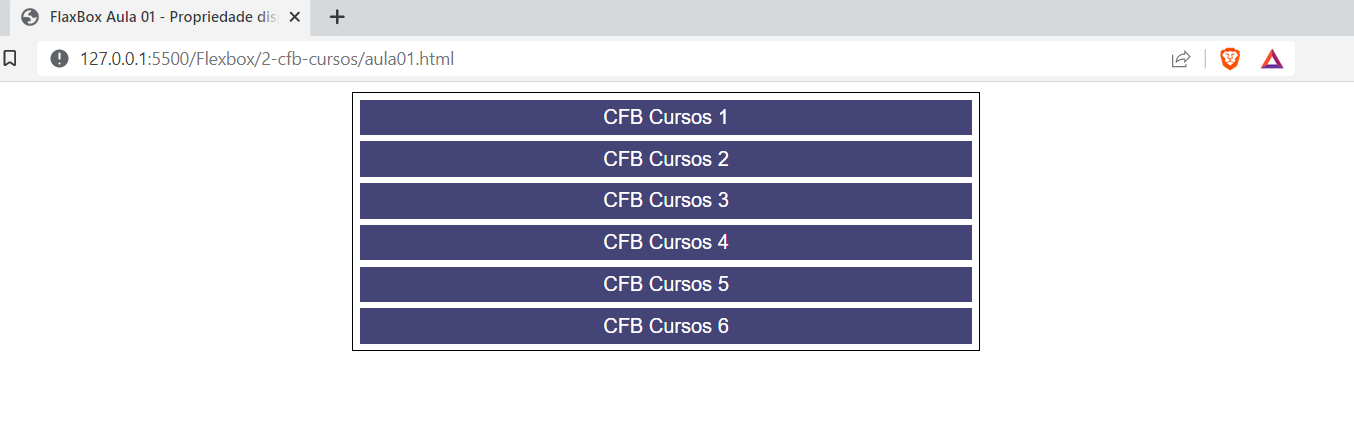 FlaxBox Aula 01 - Propriedade dis
127.0.0.1:5500/Flexbox/2-cfb-cursos/aula01.html
CFB Cursos 1
CFB Cursos 2
CFB Cursos 3
CFB Cursos 4
CFB Cursos 5
CFB Cursos 6